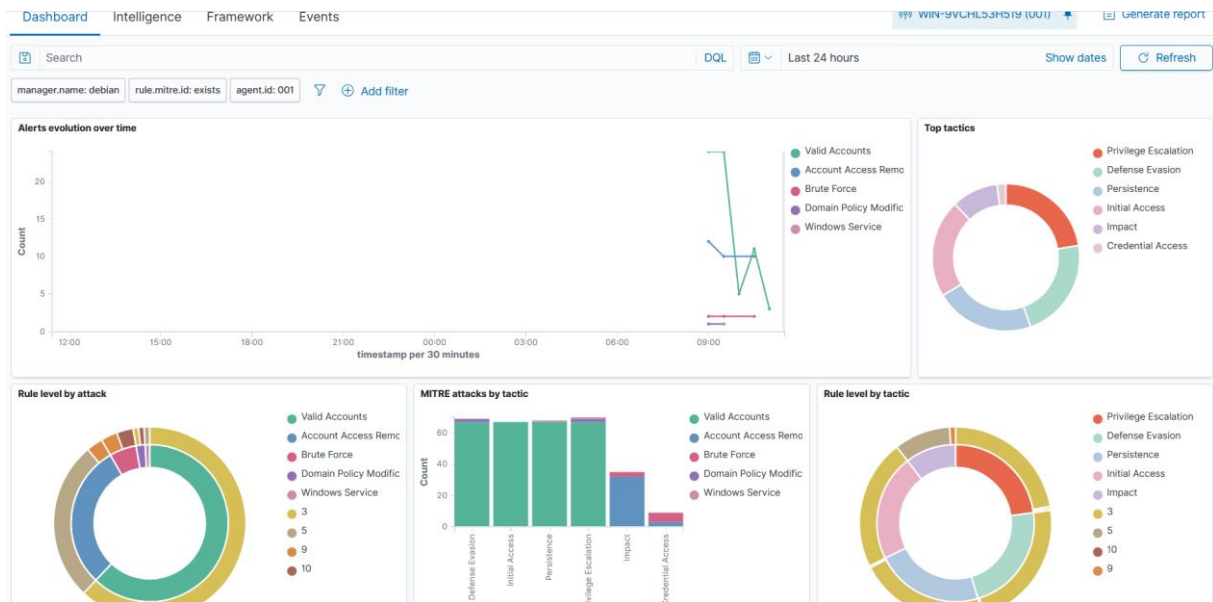 Dashboard Intelligence Framework Events
WIN-9VCHL53H519 (001) Generate report
Search DQL Last 24 hours Show dates Refresh
manager.name: debian rule.mitre.id: exists agent.id: 001 Add filter
Alerts evolution over time
20
15
10
5
0
Count
12:00 15:00 18:00 21:00 00:00 03:00 06:00 09:00
timestamp per 30 minutes
Valid Accounts
Account Access Remo
Brute Force
Domain Policy Modific
Windows Service
Top tactics
Privilege Escalation
Defense Evasion
Persistence
Initial Access
Impact
Credential Access
Rule level by attack
Valid Accounts
Account Access Remo
Brute Force
Domain Policy Modific
Windows Service
3
5
9
10
MITRE attacks by tactic
60
40
20
0
Count
Defense Evasion
Initial Access
Persistence
rivilege Escalation
Impact
redential Access
Valid Accounts
Account Access Remo
Brute Force
Domain Policy Modific
Windows Service
Rule level by tactic
Privilege Escalation
Defense Evasion
Persistence
Initial Access
Impact
3
5
10
9